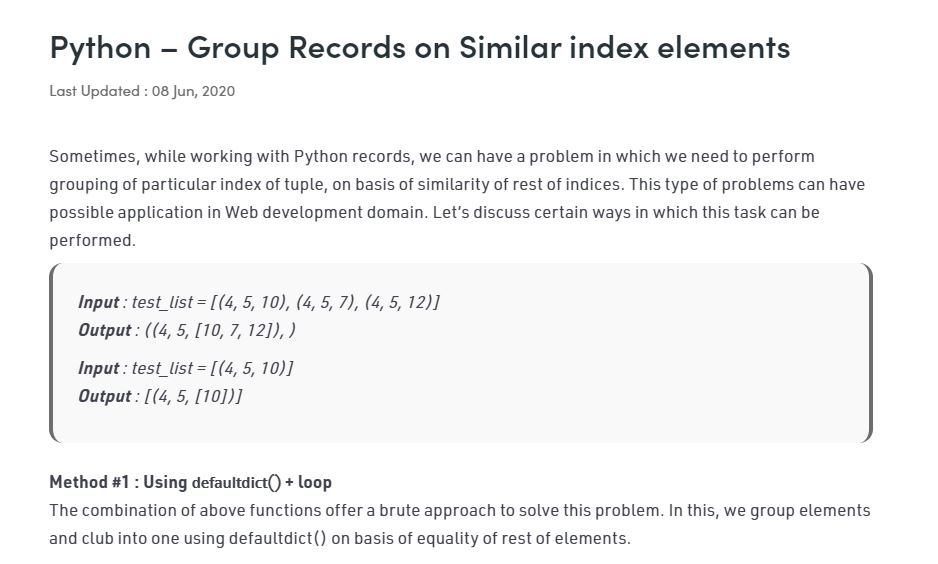 Python – Group Records on Similar index elements
Last Updated : 08 Jun, 2020
Sometimes, while working with Python records, we can have a problem in which we need to perform
grouping of particular index of tuple, on basis of similarity of rest of indices. This type of problems can have
possible application in Web development domain. Let's discuss certain ways in which this task can be
performed.
Input : test_list = [(4, 5, 10), (4, 5, 7), (4, 5, 12)]
Output : ((4, 5, [10, 7, 12]), )
Input : test_list = [(4, 5, 10)]
Output : [(4, 5, [10])]
Method #1 : Using defaultdict() + loop
The combination of above functions offer a brute approach to solve this problem. In this, we group elements
and club into one using defaultdict() on basis of equality of rest of elements.